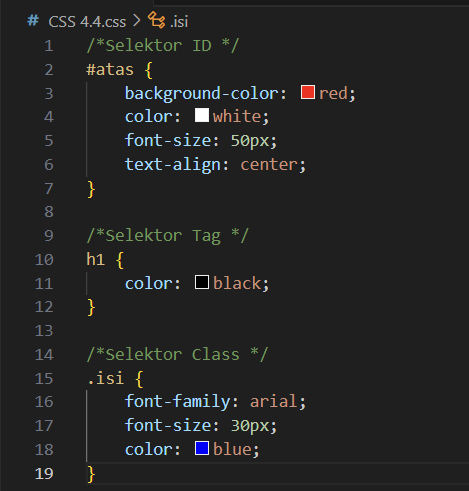 # CSS 4.4.css > .isi
1 /*Selektor ID */
2 #atas {
3     background-color: red;
4     color: white;
5     font-size: 50px;
6     text-align: center;
7 }
8
9 /*Selektor Tag */
10 h1 {
11     color: black;
12 }
13
14 /*Selektor Class */
15 .isi {
16     font-family: arial;
17     font-size: 30px;
18     color: blue;
19 }